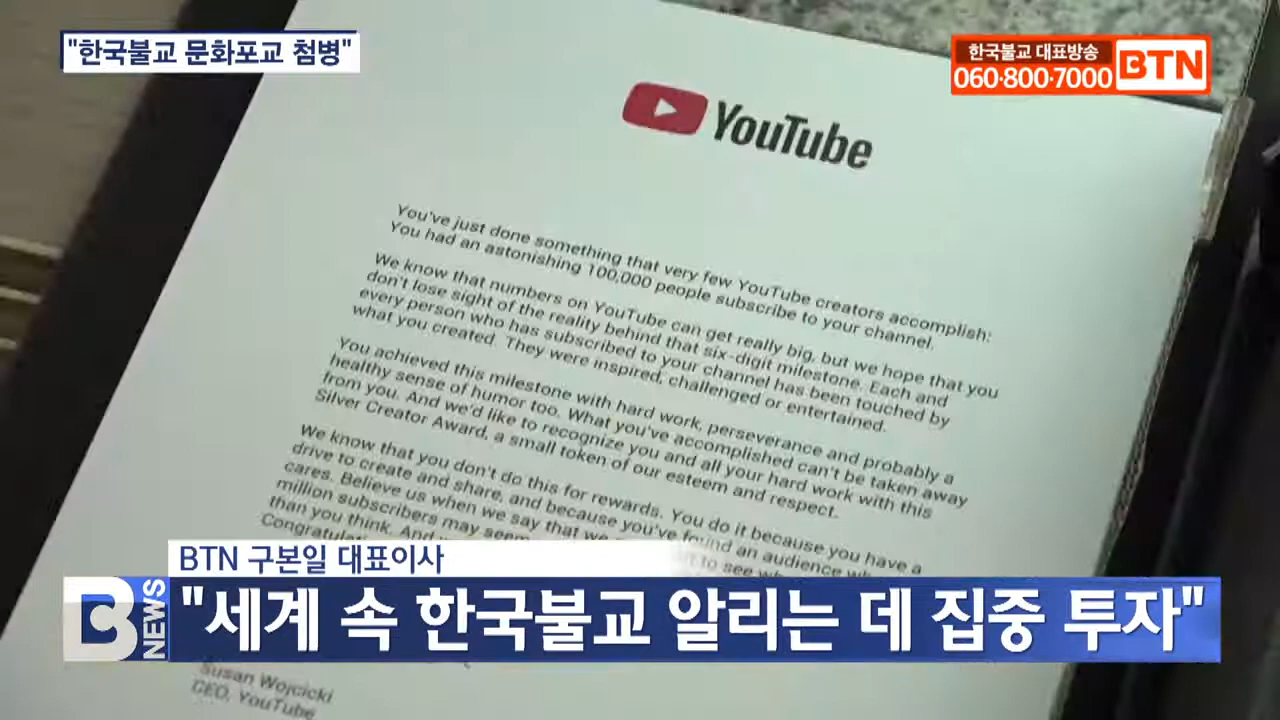 "한국불교 문화포교 첨병"
한국불교 대표방송
060·800·7000
BTN
YouTube
You've just done something that very few YouTube creators accomplish:
You had an astonishing 100,000 people subscribe to your channel.
We know that numbers on YouTube can get really big, but we hope that you
don't lose sight of the reality behind that six-digit milestone. Each and
every person who has subscribed to your channel has been touched by
what you created. They were inspired, challenged or entertained.
You achieved this milestone with hard work, perseverance and probably a
healthy sense of humor too. What you've accomplished can't be taken away
from you. And we'd like to recognize you and all your hard work with this
Silver Creator Award, a small token of our esteem and respect.
We know that you don't do this for rewards. You do it because you have a
drive to create and share, and because you've found an audience who
cares. Believe us when we say that we
million subscribers may seem to see
than you think. And
BTN 구본일 대표이사
B NEWS
"세계 속 한국불교 알리는 데 집중 투자"
Susan Wojcicki
CEO, YouTube